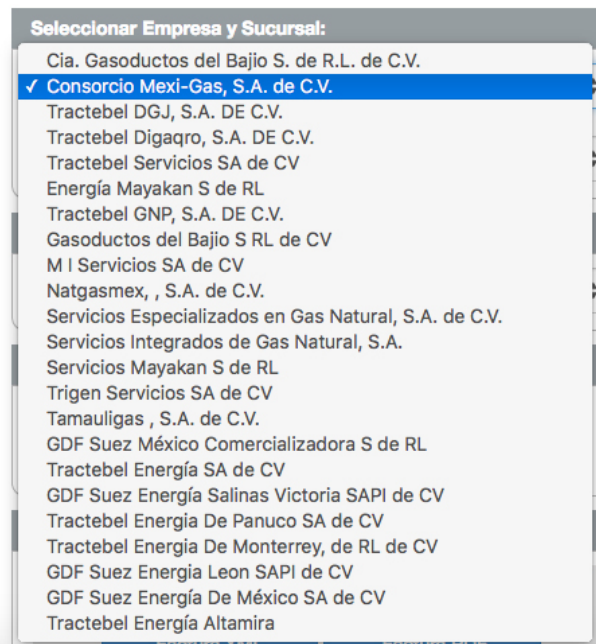 Seleccionar Empresa y Sucursal:
Cia. Gasoductos del Bajio S. de R.L. de C.V.
✓ Consorcio Mexi-Gas, S.A. de C.V.
Tractebel DGJ, S.A. DE C.V.
Tractebel Digaqro, S.A. DE C.V.
Tractebel Servicios SA de CV
Energía Mayakan S de RL
Tractebel GNP, S.A. DE C.V.
Gasoductos del Bajio S RL de CV
M I Servicios SA de CV
Natgasmex, , S.A. de C.V.
Servicios Especializados en Gas Natural, S.A. de C.V.
Servicios Integrados de Gas Natural, S.A.
Servicios Mayakan S de RL
Trigen Servicios SA de CV
Tamauligas , S.A. de C.V.
GDF Suez México Comercializadora S de RL
Tractebel Energía SA de CV
GDF Suez Energía Salinas Victoria SAPI de CV
Tractebel Energia De Panuco SA de CV
Tractebel Energia De Monterrey, de RL de CV
GDF Suez Energia Leon SAPI de CV
GDF Suez Energía De México SA de CV
Tractebel Energía Altamira